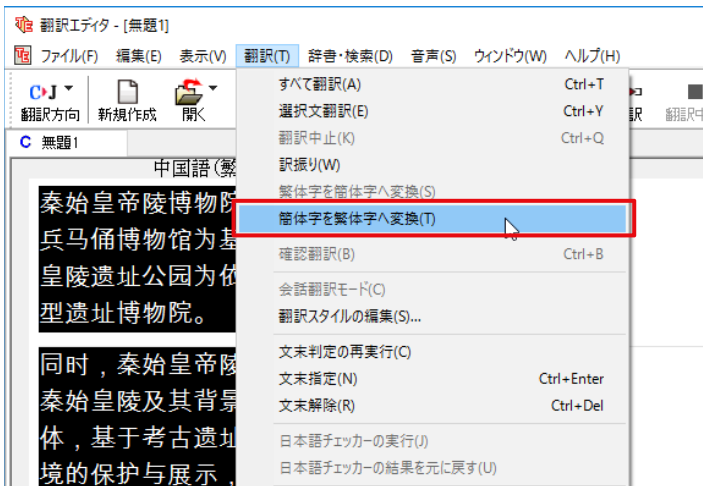 翻訳エディタ - [無題1]
ファイル(F) 編集(E) 表示(V) 翻訳(T) 辞書・検索(D) 音声(S) ウィンドウ(W) ヘルプ(H)
C▸J
翻訳方向 新規作成 開く 訳 翻訳中
C 無題1
中国語(繁
秦始皇帝陵博物院
兵马俑博物馆为基
皇陵遗址公园为依
型遗址博物院。
同时，秦始皇帝陵
秦始皇陵及其背景
体，基于考古遗址
境的保护与展示，
すべて翻訳(A) Ctrl+T
選択文翻訳(E) Ctrl+Y
翻訳中止(K) Ctrl+Q
訳振り(W)
繁体字を簡体字へ変換(S)
簡体字を繁体字へ変換(T)
確認翻訳(B) Ctrl+B
会話翻訳モード(C)
翻訳スタイルの編集(S)...
文末判定の再実行(C)
文末指定(N) Ctrl+Enter
文末解除(R) Ctrl+Del
日本語チェッカーの実行(J)
日本語チェッカーの結果を元に戻す(U)